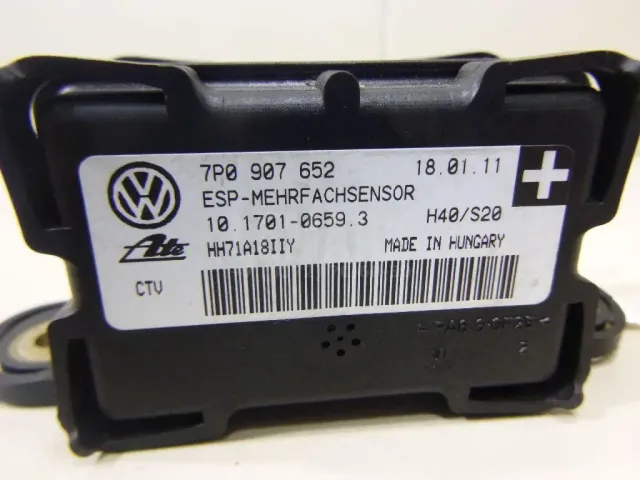 7P0 907 652 18.01.11
ESP-MEHRFACHSENSOR
10.1701-0659.3 H40/S20
Ate HH71A18IIY MADE IN HUNGARY
CTV